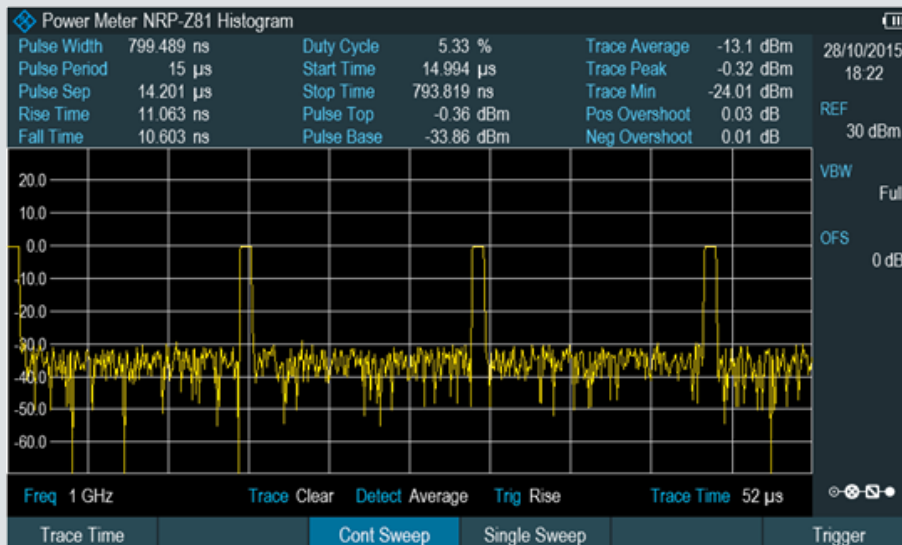 Power Meter NRP-Z81 Histogram
Pulse Width 799.489 ns Duty Cycle 5.33 % Trace Average -13.1 dBm
Pulse Period 15 µs Start Time 14.994 µs Trace Peak -0.32 dBm
Pulse Sep 14.201 µs Stop Time 793.819 ns Trace Min -24.01 dBm
Rise Time 11.063 ns Pulse Top -0.36 dBm Pos Overshoot 0.03 dB
Fall Time 10.603 ns Pulse Base -33.86 dBm Neg Overshoot 0.01 dB
28/10/2015
18:22
REF
30 dBm
VBW
Full
OFS
0 dB
20.0
10.0
0.0
-10.0
-20.0
-30.0
-40.0
-50.0
-60.0
Freq 1 GHz Trace Clear Detect Average Trig Rise Trace Time 52 µs
Trace Time Cont Sweep Single Sweep Trigger